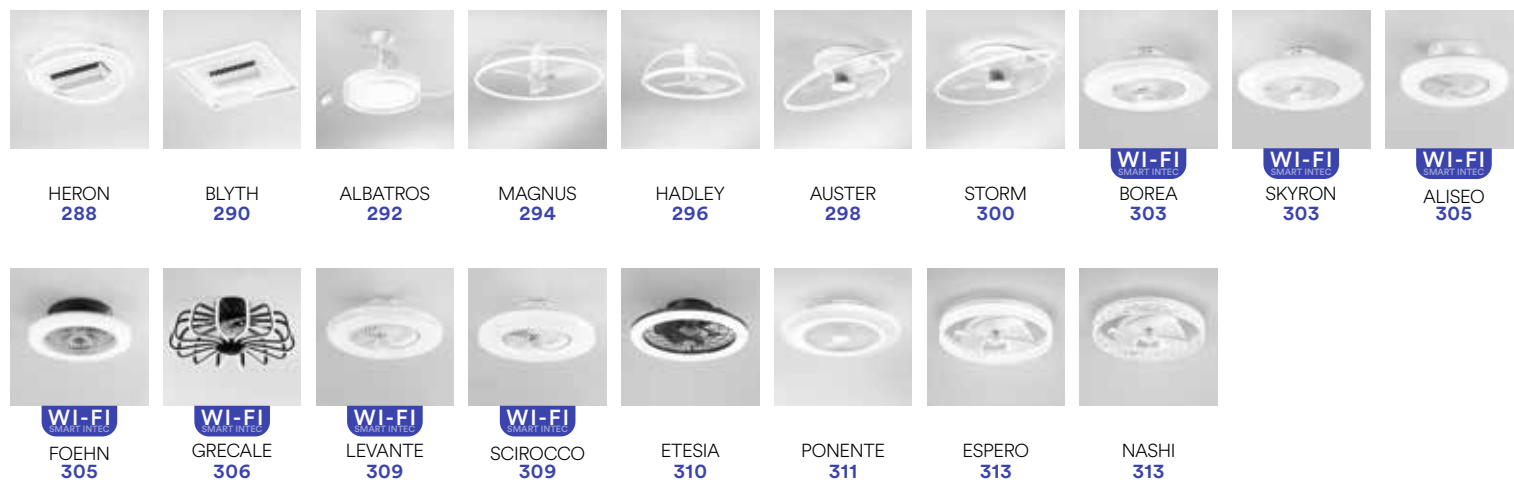 WI-FI WI-FI WI-FI
SMART INTEC SMART INTEC SMART INTEC
HERON BLYTH ALBATROS MAGNUS HADLEY AUSTER STORM BOREA SKYRON ALISEO
288 290 292 294 296 298 300 303 303 305
WI-FI WI-FI WI-FI WI-FI
SMART INTEC SMART INTEC SMART INTEC SMART INTEC
FOEHN GRECALE LEVANTE SCIROCCO ETESIA PONENTE ESPERO NASHI
305 306 309 309 310 311 313 313